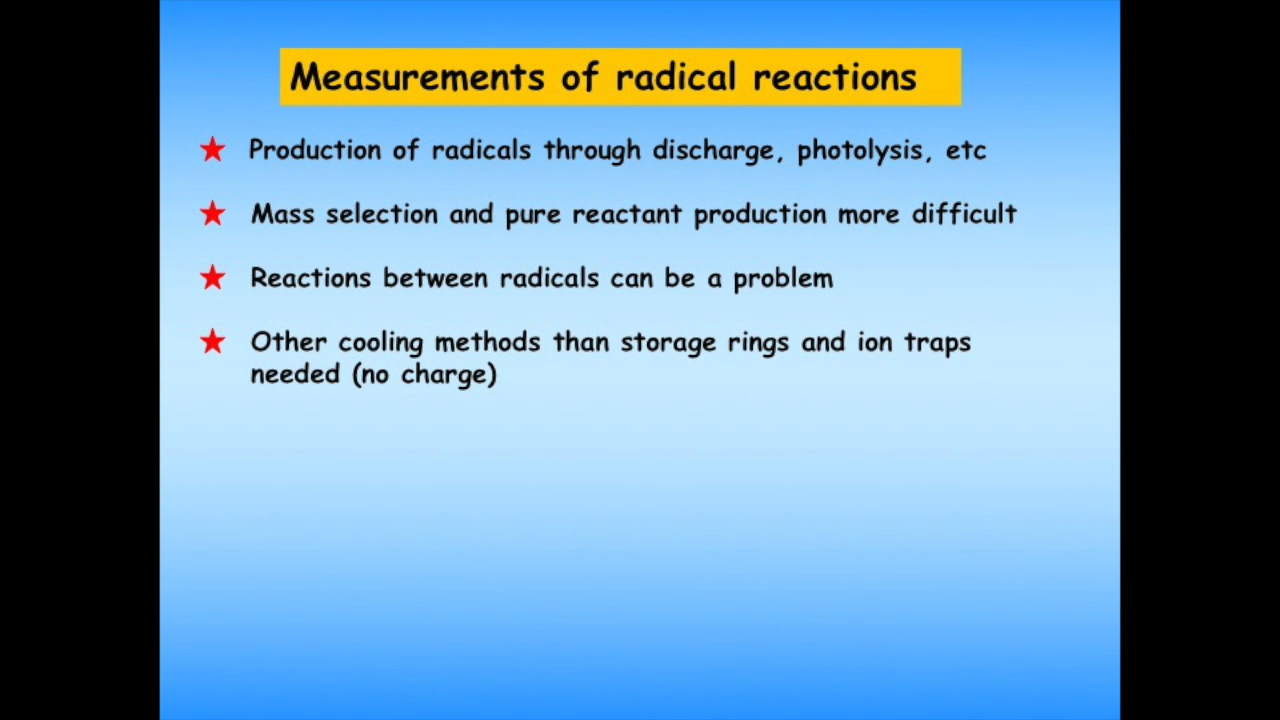 Measurements of radical reactions
Production of radicals through discharge, photolysis, etc
Mass selection and pure reactant production more difficult
Reactions between radicals can be a problem
Other cooling methods than storage rings and ion traps
needed (no charge)